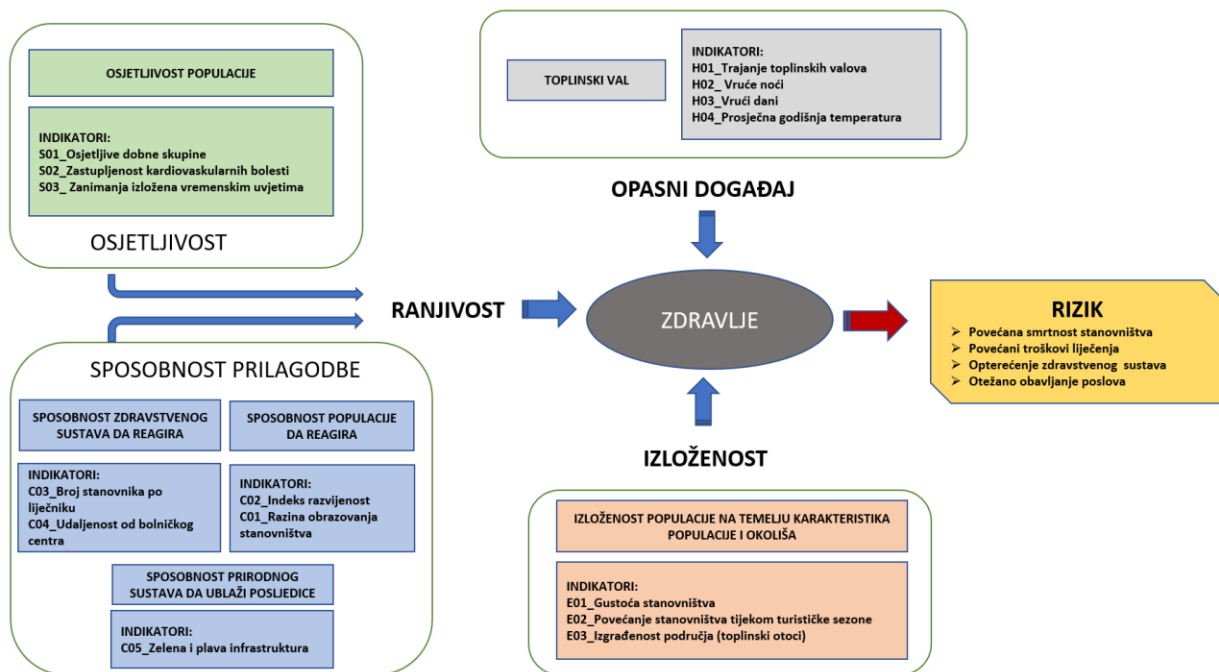 OSJETLJIVOST POPULACIJE
INDIKATORI:
S01_Osjetljive dobne skupine
S02_Zastupljenost kardiovaskularnih bolesti
S03_ Zanimanja izložena vremenskim uvjetima
OSJETLJIVOST
TOPLINSKI VAL
INDIKATORI:
H01_Trajanje toplinskih valova
H02_ Vruće noći
H03_Vrući dani
H04_Prosječna godišnja temperatura
OPASNI DOGAĐAJ
RANJIVOST
ZDRAVLJE
RIZIK
Povećana smrtnost stanovništva
Povećani troškovi liječenja
Opterećenje zdravstvenog sustava
Otežano obavljanje poslova
SPOSOBNOST PRILAGODBE
SPOSOBNOST ZDRAVSTVENOG
SUSTAVA DA REAGIRA
INDIKATORI:
C03_Broj stanovnika po
liječniku
C04_Udaljenost od bolničkog
centra
SPOSOBNOST POPULACIJE
DA REAGIRA
INDIKATORI:
C02_Indeks razvijenost
C01_Razina obrazovanja
stanovništva
SPOSOBNOST PRIRODNOG
SUSTAVA DA UBLAŽI POSLJEDICE
INDIKATORI:
C05_Zelena i plava infrastruktura
IZLOŽENOST
IZLOŽENOST POPULACIJE NA TEMELJU KARAKTERISTIKA
POPULACIJE I OKOLIŠA
INDIKATORI:
E01_Gustoća stanovništva
E02_Povećanje stanovništva tijekom turističke sezone
E03_Izgrađenost područja (toplinski otoci)